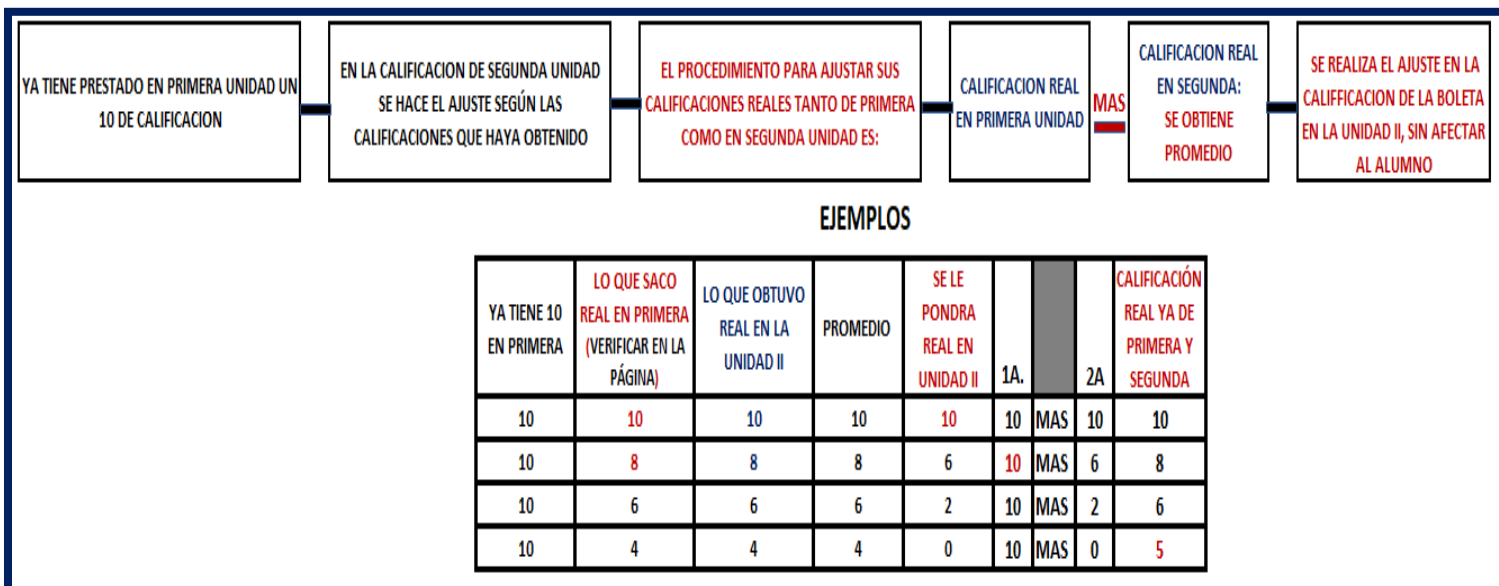 YA TIENE PRESTADO EN PRIMERA UNIDAD UN
10 DE CALIFICACION
EN LA CALIFICACION DE SEGUNDA UNIDAD
SE HACE EL AJUSTE SEGÚN LAS
CALIFICACIONES QUE HAYA OBTENIDO
EL PROCEDIMIENTO PARA AJUSTAR SUS
CALIFICACIONES REALES TANTO DE PRIMERA
COMO EN SEGUNDA UNIDAD ES:
CALIFICACION REAL
EN PRIMERA UNIDAD
MAS
CALIFICACION REAL
EN SEGUNDA:
SE OBTIENE
PROMEDIO
SE REALIZA EL AJUSTE EN LA
CALIFFICACION DE LA BOLETA
EN LA UNIDAD II, SIN AFECTAR
AL ALUMNO
EJEMPLOS
YA TIENE 10
EN PRIMERA
LO QUE SACO
REAL EN PRIMERA
(VERIFICAR EN LA
PÁGINA)
LO QUE OBTUVO
REAL EN LA
UNIDAD II
PROMEDIO
SE LE
PONDRA
REAL EN
UNIDAD II
1A.
2A
CALIFICACIÓN
REAL YA DE
PRIMERA Y
SEGUNDA
10 10 10 10 10 10 MAS 10 10
10 8 8 8 6 10 MAS 6 8
10 6 6 6 2 10 MAS 2 6
10 4 4 4 0 10 MAS 0 5